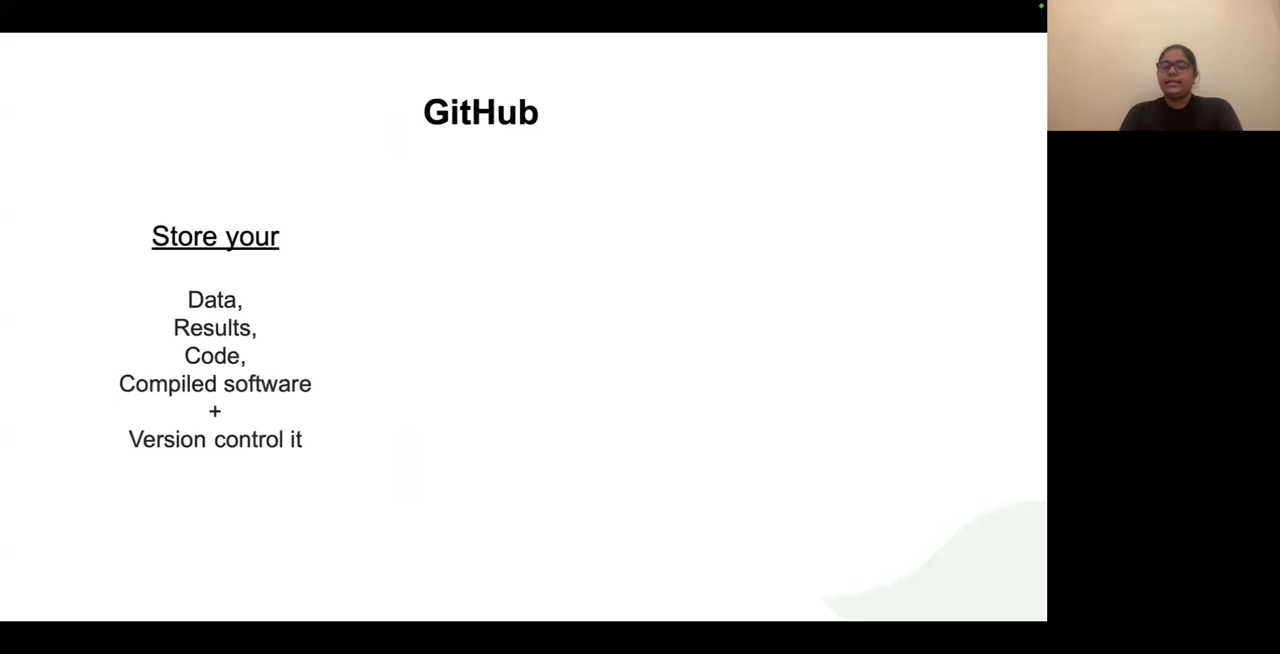 GitHub
Store your
Data,
Results,
Code,
Compiled software
+
Version control it